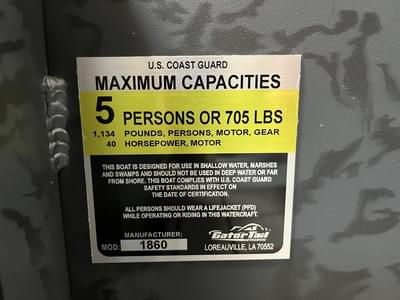 U.S. COAST GUARD
MAXIMUM CAPACITIES
5 PERSONS OR 705 LBS
1,134 POUNDS, PERSONS, MOTOR, GEAR
40 HORSEPOWER, MOTOR
THIS BOAT IS DESIGNED FOR USE IN SHALLOW WATER, MARSHES
AND SWAMPS AND SHOULD NOT BE USED IN DEEP WATER OR FAR
FROM SHORE. THIS BOAT COMPLIES WITH U.S. COAST GUARD
SAFETY STANDARDS IN EFFECT ON
THE DATE OF CERTIFICATION.
ALL PERSONS SHOULD WEAR A LIFEJACKET (PFD)
WHILE OPERATING OR RIDING IN THIS WATERCRAFT.
MANUFACTURER:
MOD: 1860
GatorTail
LOREAUVILLE, LA 70552